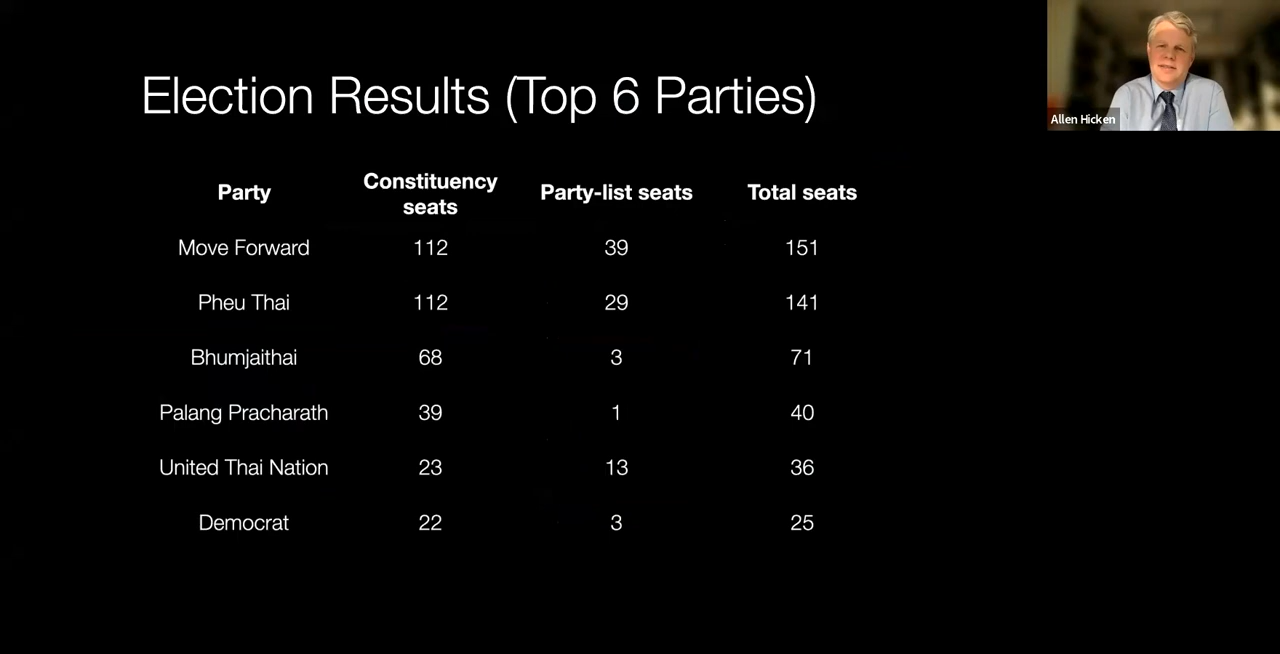 Election Results (Top 6 Parties)
Allen Hicken
Party Constituency seats Party-list seats Total seats
Move Forward 112 39 151
Pheu Thai 112 29 141
Bhumjaithai 68 3 71
Palang Pracharath 39 1 40
United Thai Nation 23 13 36
Democrat 22 3 25